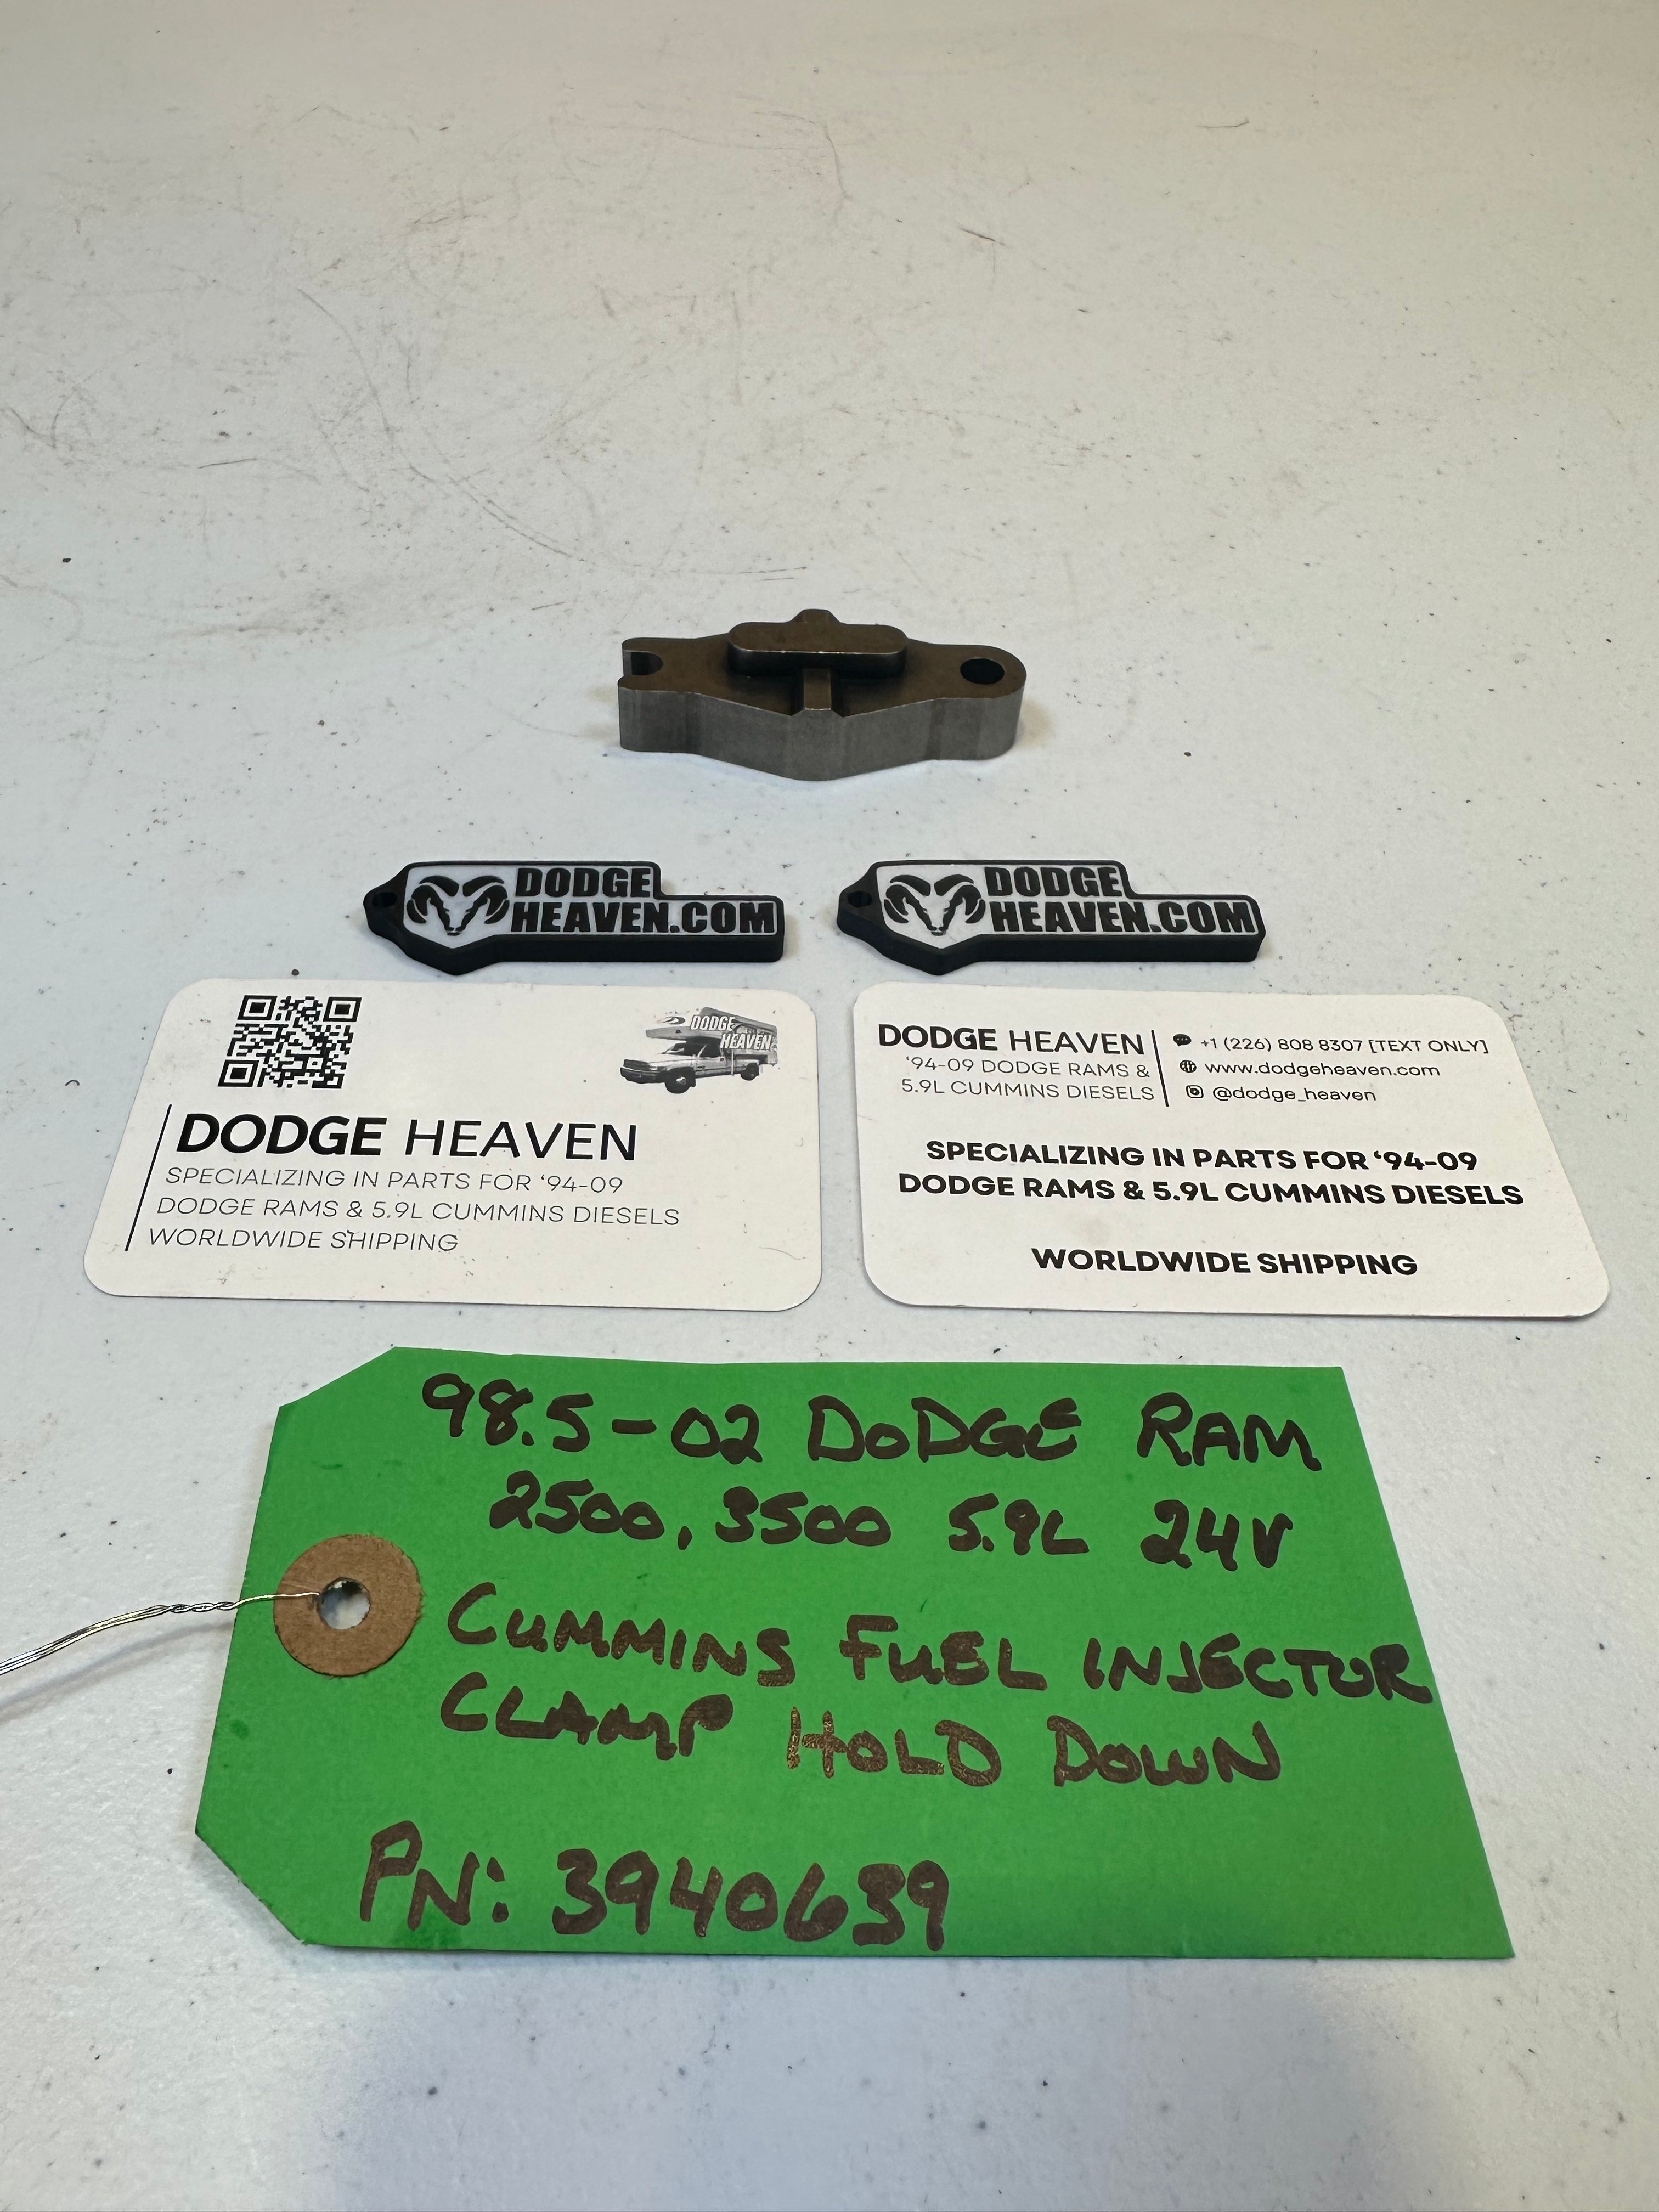 DODGE
HEAVEN.COM
DODGE
HEAVEN.COM
DODGE
HEAVEN
DODGE HEAVEN
SPECIALIZING IN PARTS FOR ‘94-09
DODGE RAMS & 5.9L CUMMINS DIESELS
WORLDWIDE SHIPPING
DODGE HEAVEN
‘94-09 DODGE RAMS &
5.9L CUMMINS DIESELS
+1 (226) 808 8307 [TEXT ONLY]
www.dodgeheaven.com
@dodge_heaven
SPECIALIZING IN PARTS FOR ‘94-09
DODGE RAMS & 5.9L CUMMINS DIESELS
WORLDWIDE SHIPPING
98.5-02 DODGE RAM
2500, 3500 5.9L 24V
CUMMINS FUEL INJECTOR
CLAMP HOLD DOWN
PN: 3940639